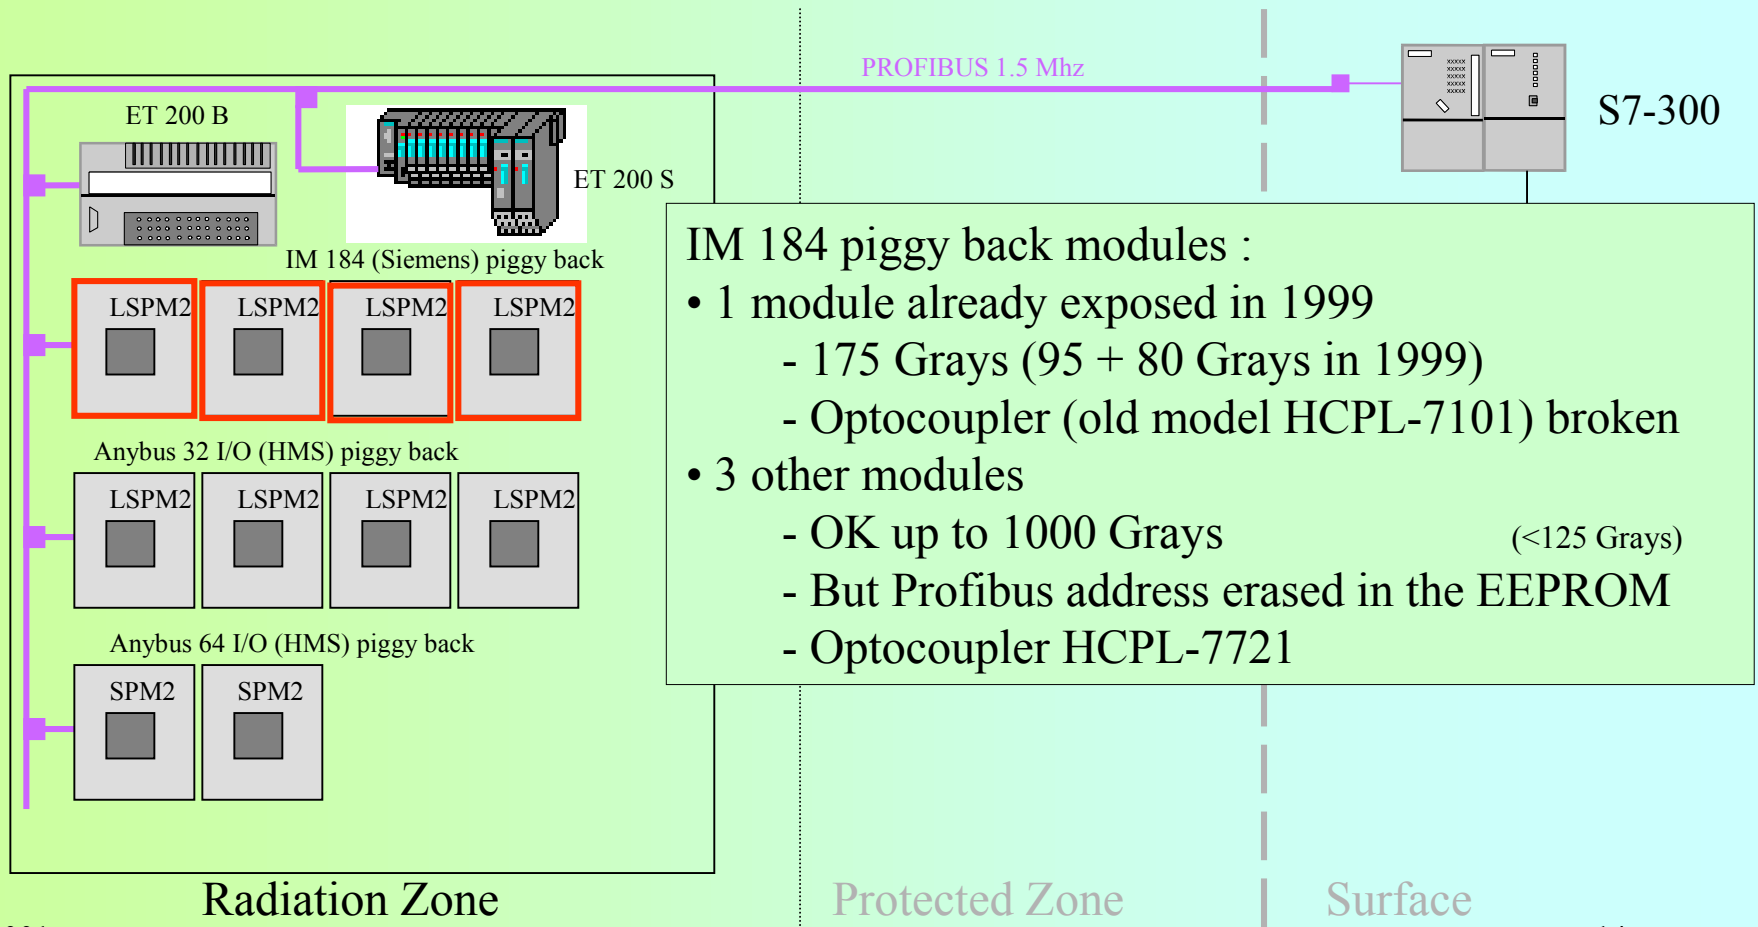 PROFIBUS 1.5 Mhz
S7-300
ET 200 B
ET 200 S
IM 184 (Siemens) piggy back
LSPM2 LSPM2 LSPM2 LSPM2
Anybus 32 I/O (HMS) piggy back
LSPM2 LSPM2 LSPM2 LSPM2
Anybus 64 I/O (HMS) piggy back
SPM2 SPM2
IM 184 piggy back modules :
• 1 module already exposed in 1999
- 175 Grays (95 + 80 Grays in 1999)
- Optocoupler (old model HCPL-7101) broken
• 3 other modules
- OK up to 1000 Grays (<125 Grays)
- But Profibus address erased in the EEPROM
- Optocoupler HCPL-7721
Radiation Zone
Protected Zone
Surface